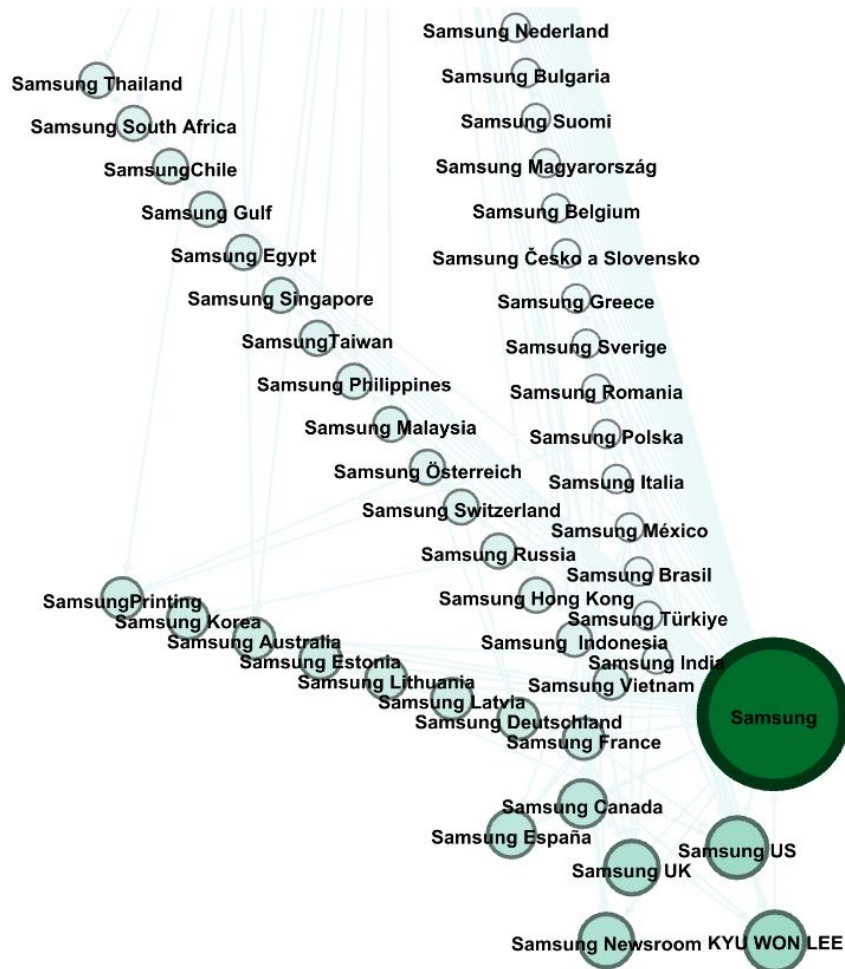 Samsung Nederland
Samsung Bulgaria
Samsung Thailand
Samsung Suomi
Samsung South Africa
Samsung Magyarország
SamsungChile
Samsung Belgium
Samsung Gulf
Samsung Egypt
Samsung Česko a Slovensko
Samsung Singapore
Samsung Greece
SamsungTaiwan
Samsung Sverige
Samsung Philippines
Samsung Romania
Samsung Malaysia
Samsung Polska
Samsung Österreich
Samsung Italia
Samsung Switzerland
Samsung México
Samsung Russia
Samsung Brasil
Samsung Hong Kong
SamsungPrinting
Samsung Türkiye
Samsung Korea
Samsung Australia
Samsung  Indonesia
Samsung Estonia
Samsung India
Samsung Lithuania
Samsung Vietnam
Samsung Latvia
Samsung Deutschland
Samsung
Samsung France
Samsung Canada
Samsung España
Samsung US
Samsung UK
Samsung Newsroom
KYU WON LEE